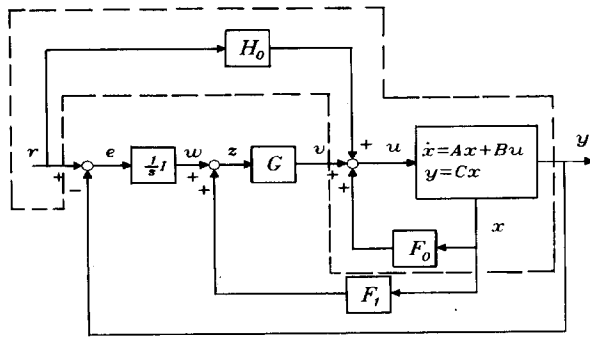 H₀
r + − e 1/s I w + + z G v + + + u ẋ=Ax+Bu y
y=Cx
x
F₀
F₁